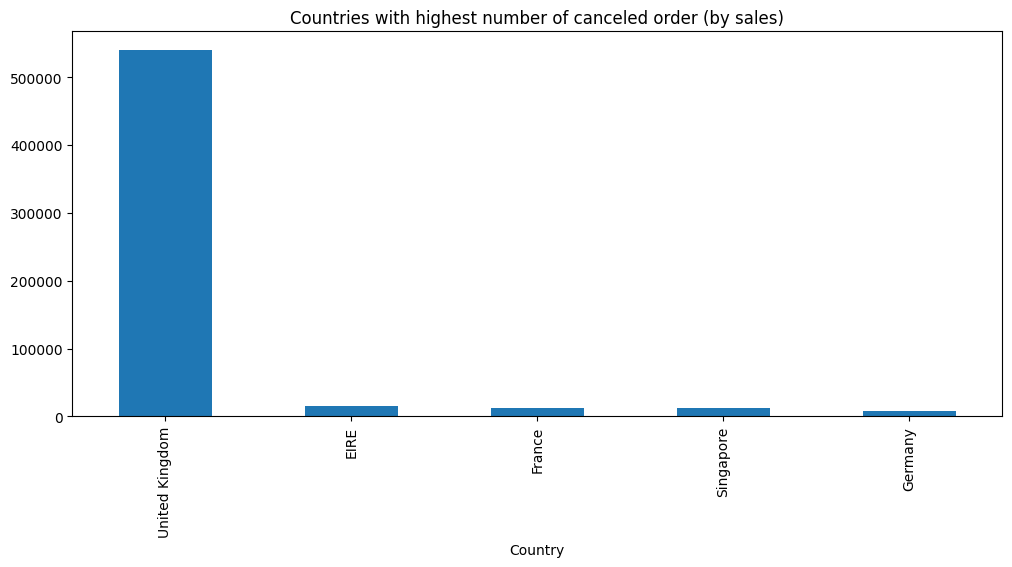 Countries with highest number of canceled order (by sales)
500000
400000
300000
200000
100000
0
United Kingdom
EIRE
France
Singapore
Germany
Country